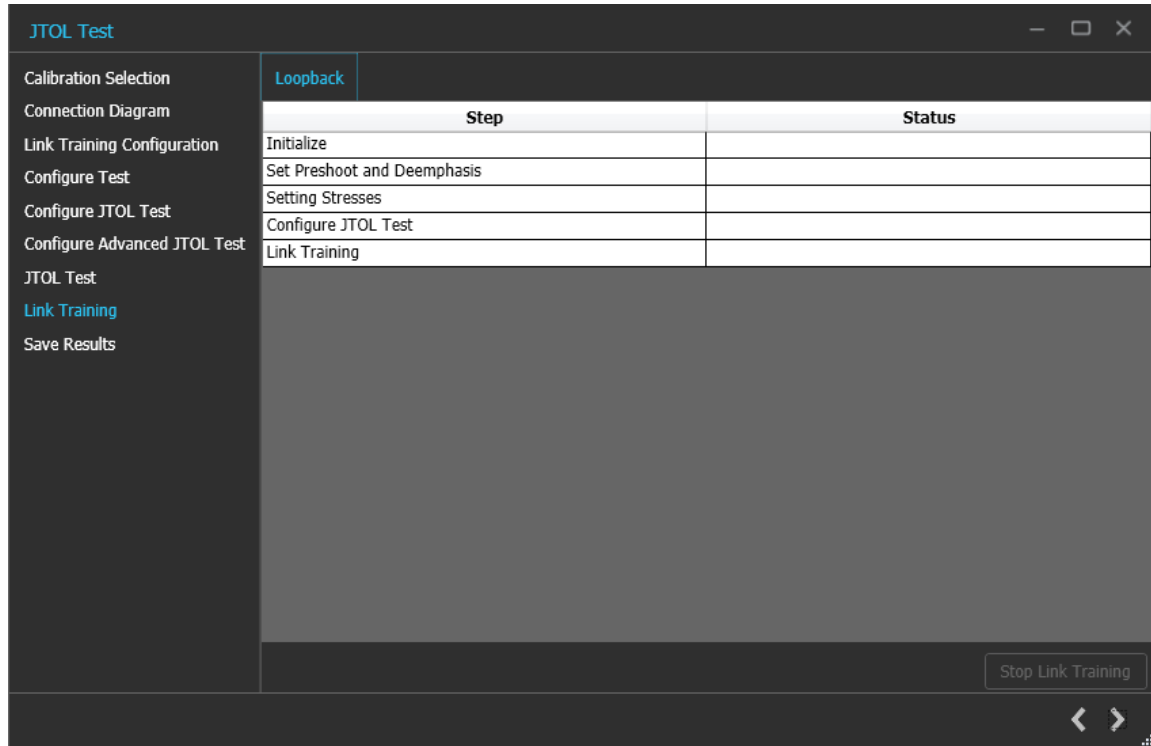 JTOL Test
Calibration Selection
Connection Diagram
Link Training Configuration
Configure Test
Configure JTOL Test
Configure Advanced JTOL Test
JTOL Test
Link Training
Save Results
Loopback
Step Status
Initialize
Set Preshoot and Deemphasis
Setting Stresses
Configure JTOL Test
Link Training
Stop Link Training